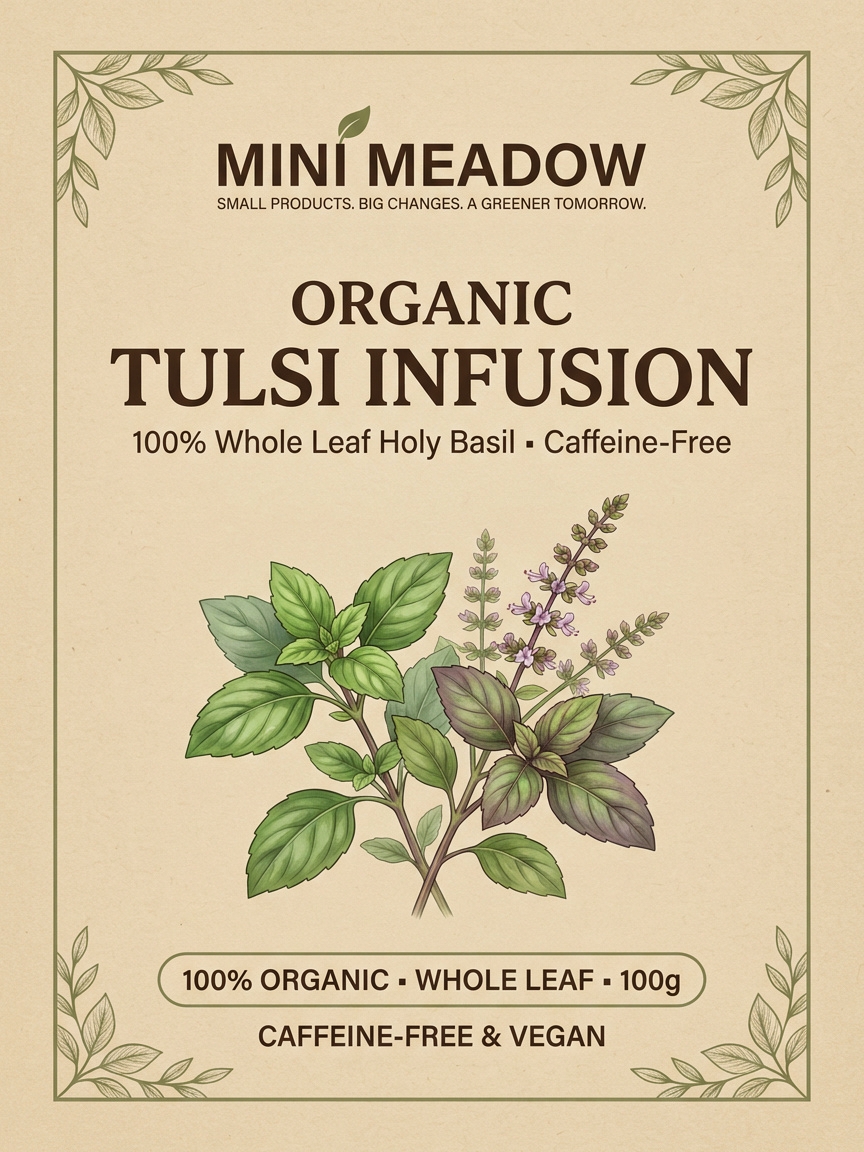 MINI MEADOW
SMALL PRODUCTS. BIG CHANGES. A GREENER TOMORROW.
ORGANIC
TULSI INFUSION
100% Whole Leaf Holy Basil ▪ Caffeine-Free
100% ORGANIC ▪ WHOLE LEAF ▪ 100g
CAFFEINE-FREE & VEGAN